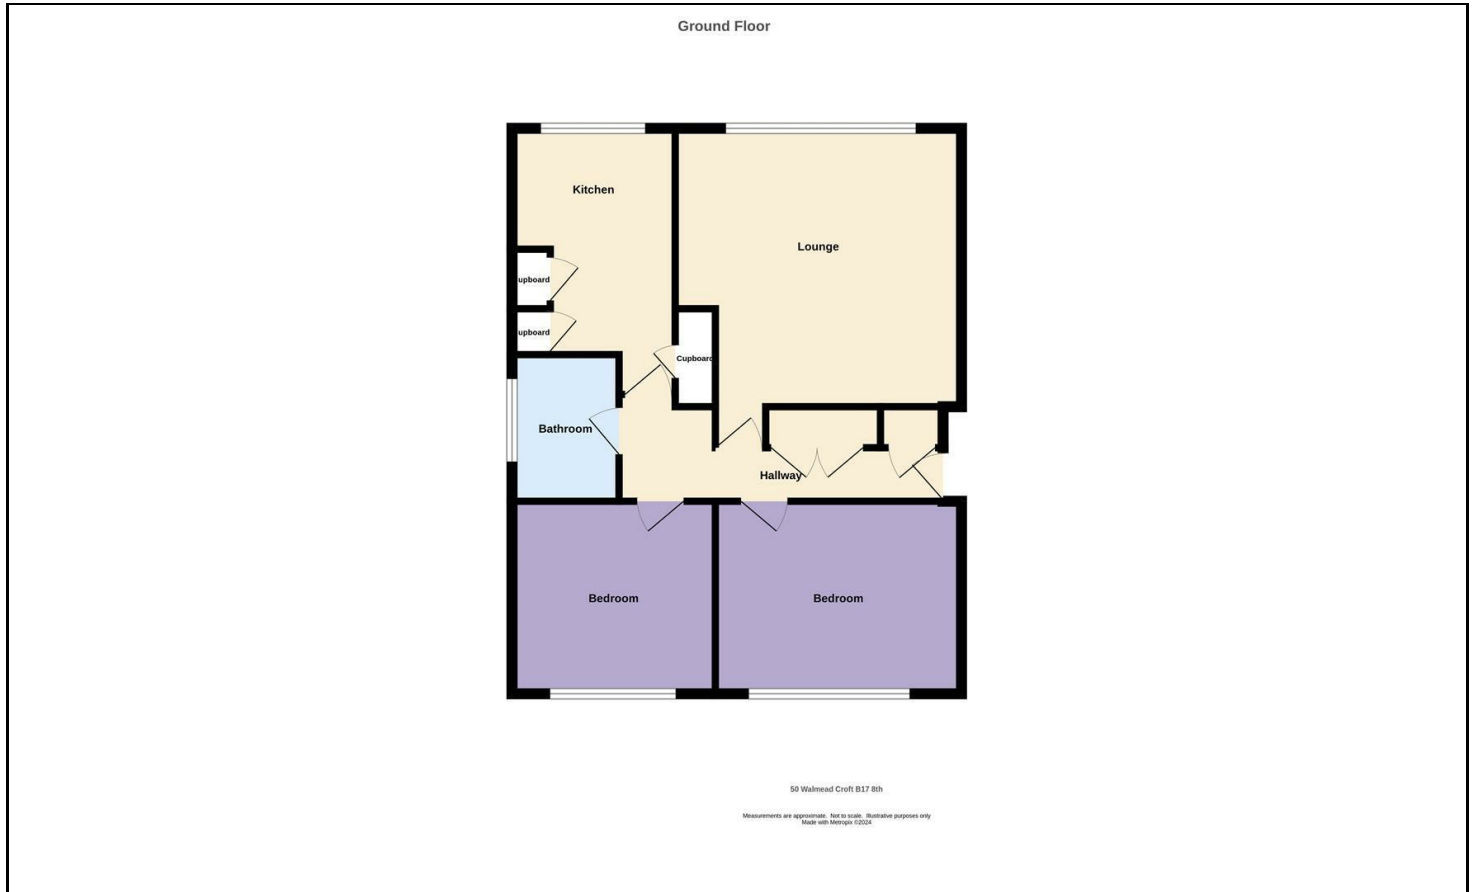 Ground Floor
Kitchen
Lounge
upboard
upboard
Cupboard
Bathroom
Hallway
Bedroom
Bedroom
50 Walmead Croft B17 8th
Measurements are approximate. Not to scale. Illustrative purposes only
Made with Metropix ©2024